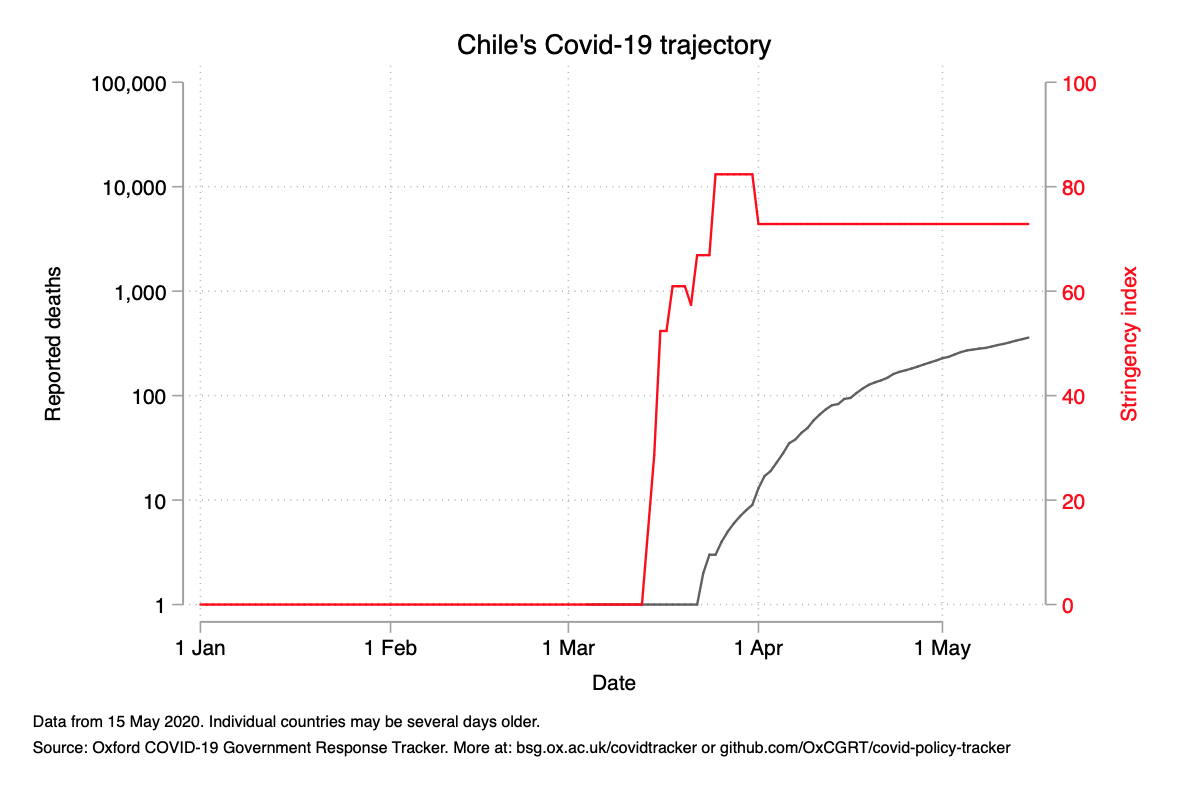 Chile's Covid-19 trajectory
100,000
10,000
1,000
100
10
1
Reported deaths
100
80
60
40
20
0
Stringency index
1 Jan 1 Feb 1 Mar 1 Apr 1 May
Date
Data from 15 May 2020. Individual countries may be several days older.
Source: Oxford COVID-19 Government Response Tracker. More at: bsg.ox.ac.uk/covidtracker or github.com/OxCGRT/covid-policy-tracker